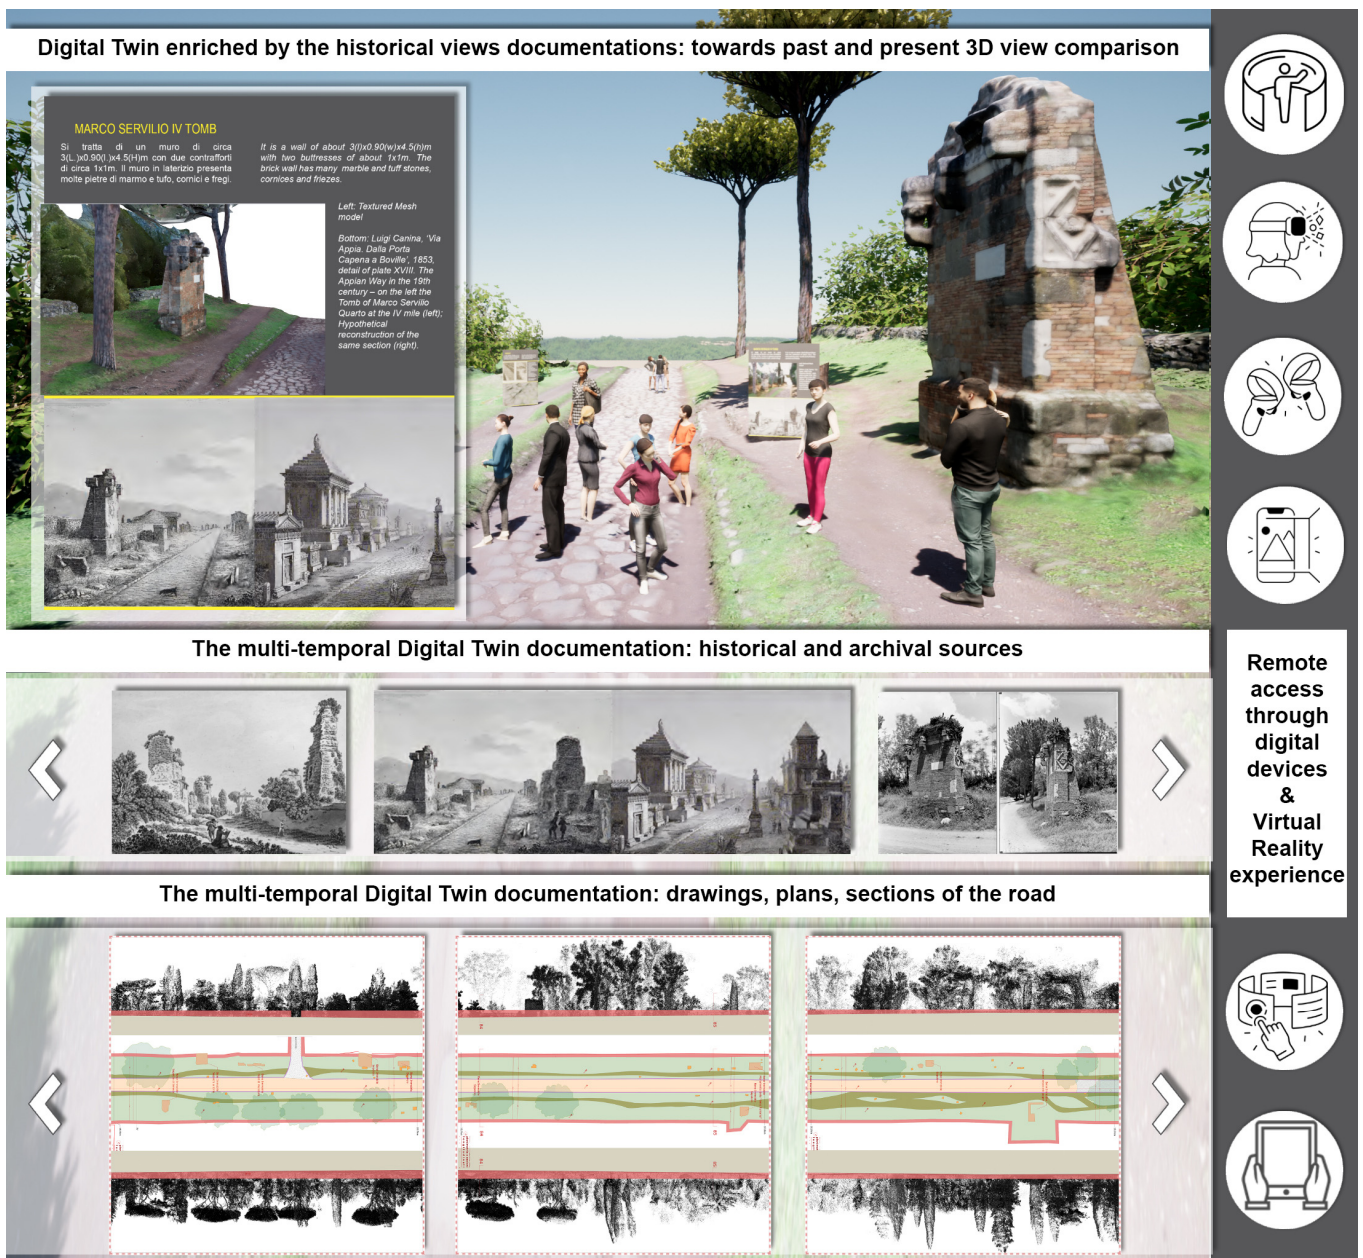 Digital Twin enriched by the historical views documentations: towards past and present 3D view comparison
MARCO SERVILIO IV TOMB
Si tratta di un muro di circa
3(L.)x0.90(l.)x4.5(H)m con due contrafforti
di circa 1x1m. Il muro in laterizio presenta
molte pietre di marmo e tufo, cornici e fregi.
It is a wall of about 3(l)x0.90(w)x4.5(h)m
with two buttresses of about 1x1m. The
brick wall has many marble and tuff stones,
cornices and friezes.
Left: Textured Mesh
model
Bottom: Luigi Canina, 'Via
Appia. Dalla Porta
Capena a Boville', 1853,
detail of plate XVIII. The
Appian Way in the 19th
century – on the left the
Tomb of Marco Servilio
Quarto at the IV mile (left);
Hypothetical
reconstruction of the
same section (right).
The multi-temporal Digital Twin documentation: historical and archival sources
The multi-temporal Digital Twin documentation: drawings, plans, sections of the road
Remote
access
through
digital
devices
&
Virtual
Reality
experience